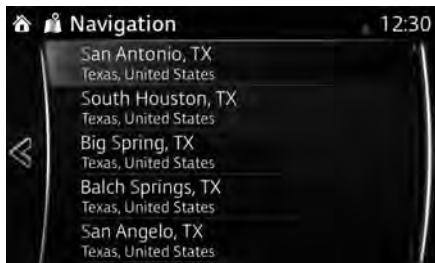 Navigation 12:30
San Antonio, TX
Texas, United States
South Houston, TX
Texas, United States
Big Spring, TX
Texas, United States
Balch Springs, TX
Texas, United States
San Angelo, TX
Texas, United States